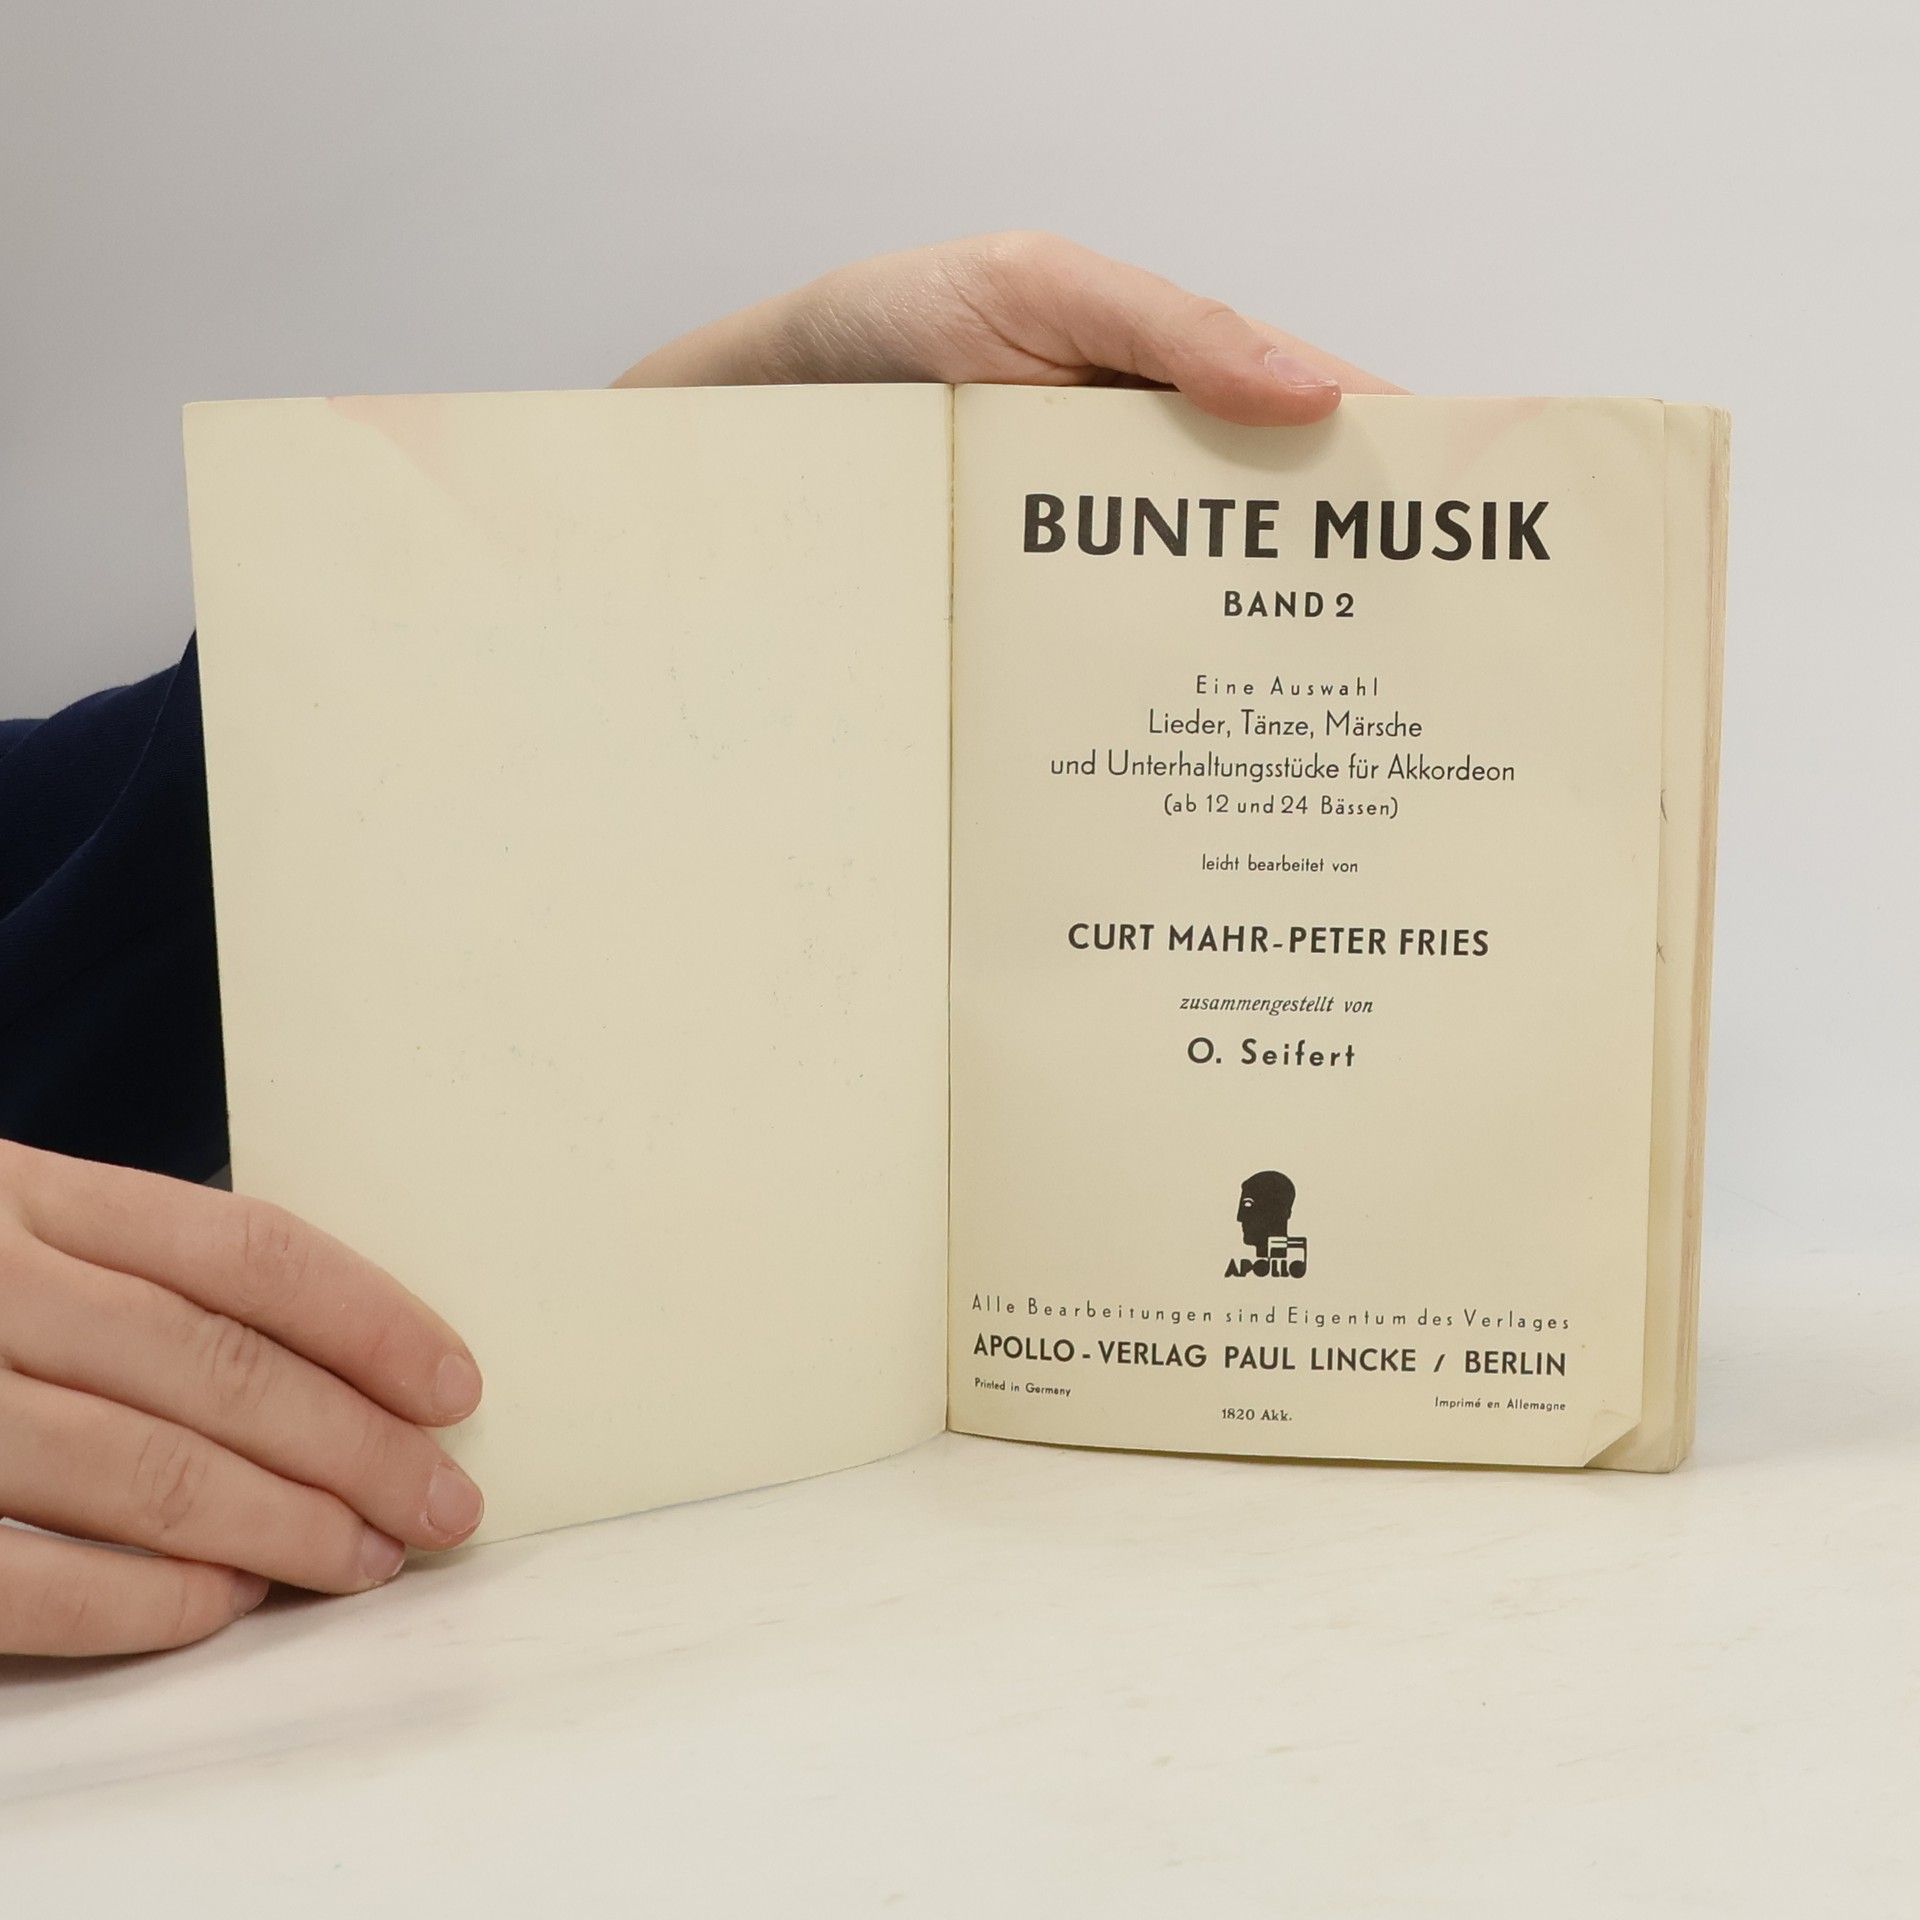 BUNTE MUSIK
BAND 2
Eine Auswahl
Lieder, Tänze, Märsche
und Unterhaltungsstücke für Akkordeon
(ab 12 und 24 Bässen)
leicht bearbeitet von
CURT MAHR-PETER FRIES
zusammengestellt von
O. Seifert
APOLLO
Alle Bearbeitungen sind Eigentum des Verlages
APOLLO-VERLAG PAUL LINCKE / BERLIN
Printed in Germany
1820 Akk.
Imprimé en Allemagne